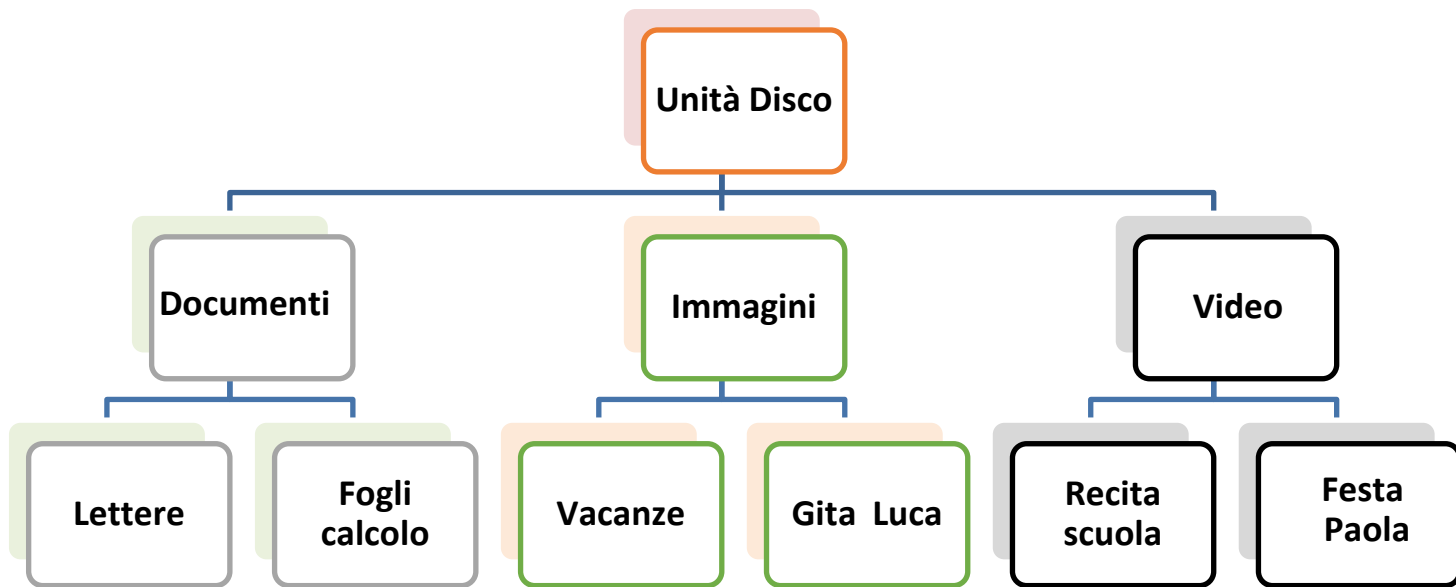 Unità Disco
Documenti
Immagini
Video
Lettere
Fogli
calcolo
Vacanze
Gita Luca
Recita
scuola
Festa
Paola